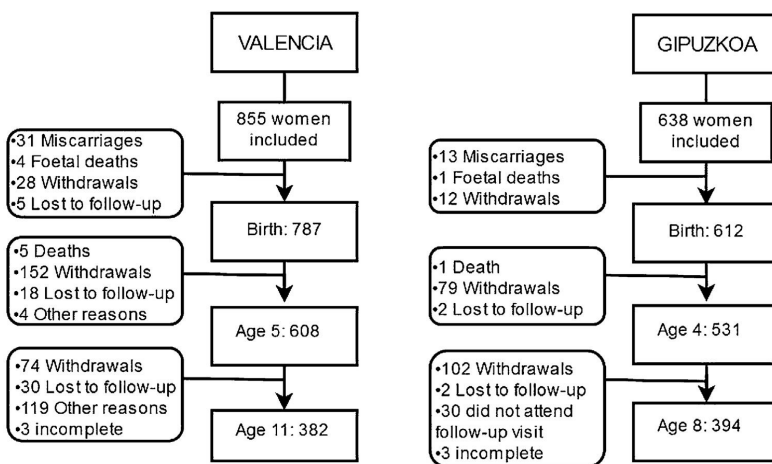 VALENCIA
855 women
included
•31 Miscarriages
•4 Foetal deaths
•28 Withdrawals
•5 Lost to follow-up
Birth: 787
•5 Deaths
•152 Withdrawals
•18 Lost to follow-up
•4 Other reasons
Age 5: 608
•74 Withdrawals
•30 Lost to follow-up
•119 Other reasons
•3 incomplete
Age 11: 382
GIPUZKOA
638 women
included
•13 Miscarriages
•1 Foetal deaths
•12 Withdrawals
Birth: 612
•1 Death
•79 Withdrawals
•2 Lost to follow-up
Age 4: 531
•102 Withdrawals
•2 Lost to follow-up
•30 did not attend
follow-up visit
•3 incomplete
Age 8: 394